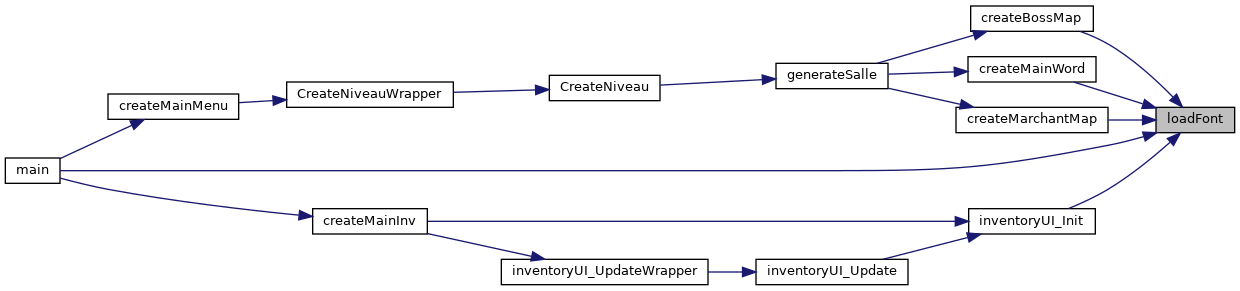 createBossMap
createMainWord
generateSalle
CreateNiveau
CreateNiveauWrapper
createMainMenu
createMarchantMap
loadFont
main
createMainInv
inventoryUI_Init
inventoryUI_UpdateWrapper
inventoryUI_Update